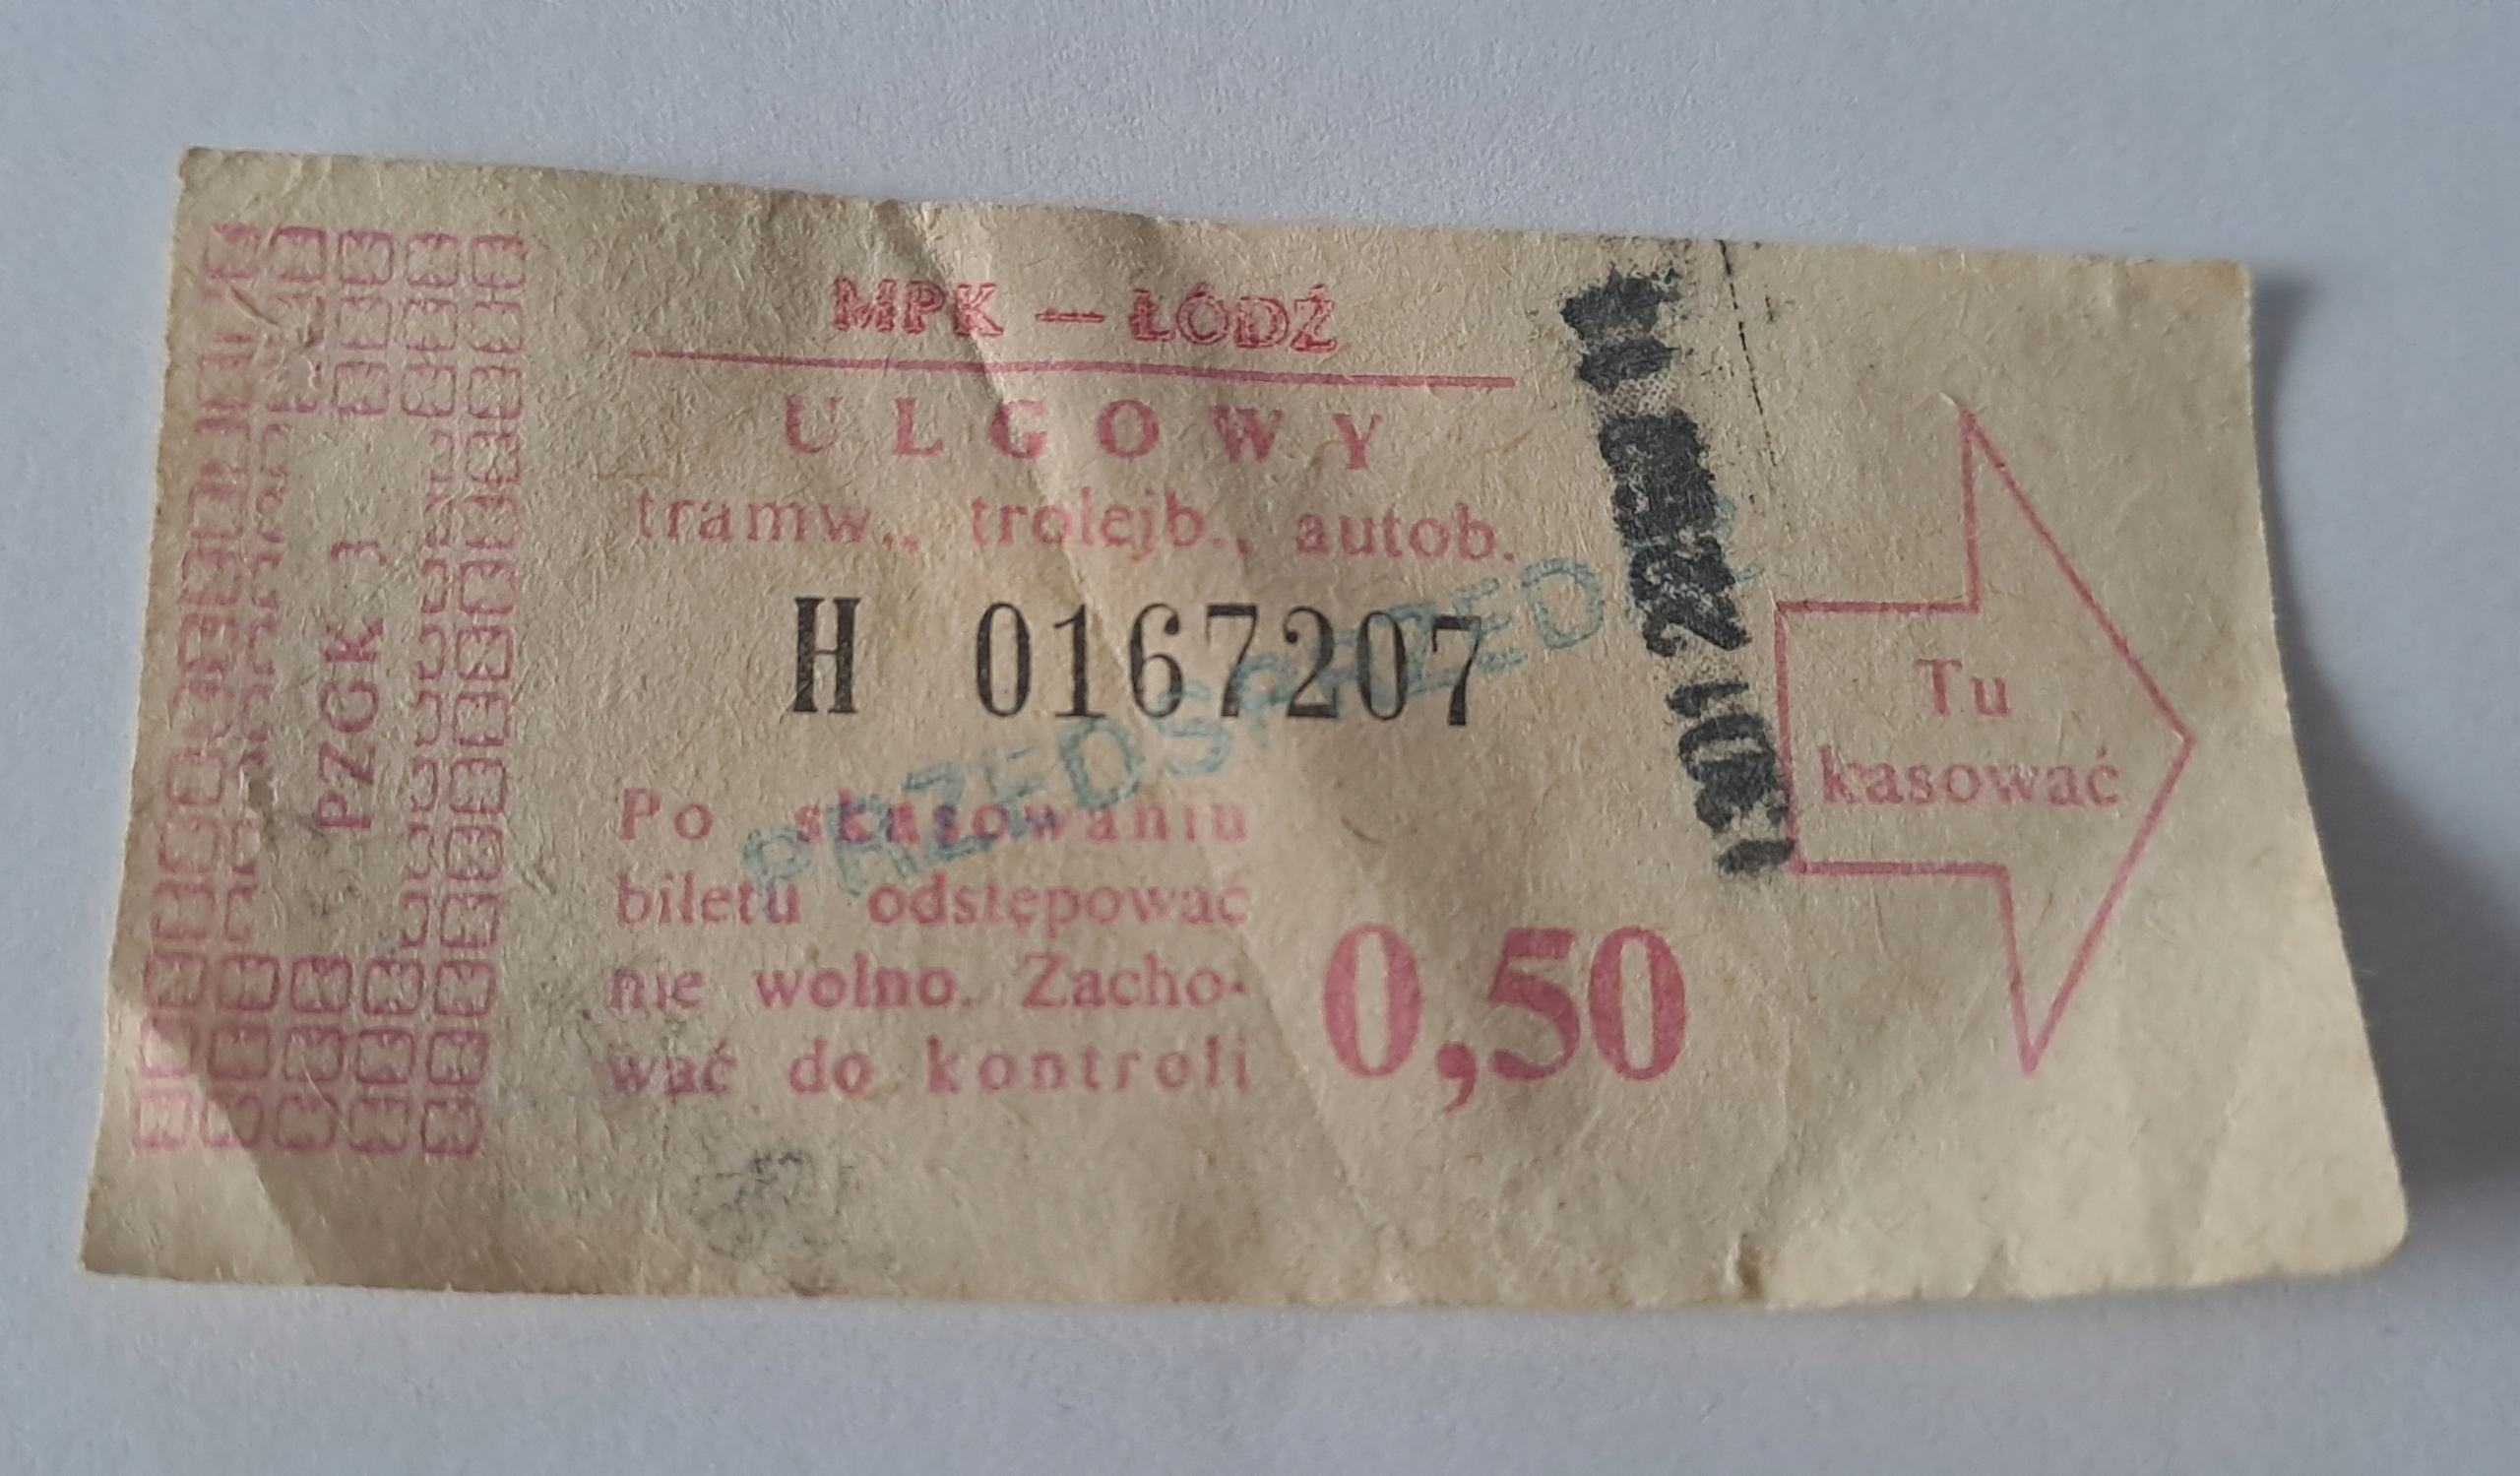 MPK — ŁÓDŹ
ULGOWY
tramw., trolejb., autob.
H 0167207
PZGK 3
Po skasowaniu
biletu odstępować
nie wolno. Zacho-
wać do kontroli
0,50
Tu
kasować